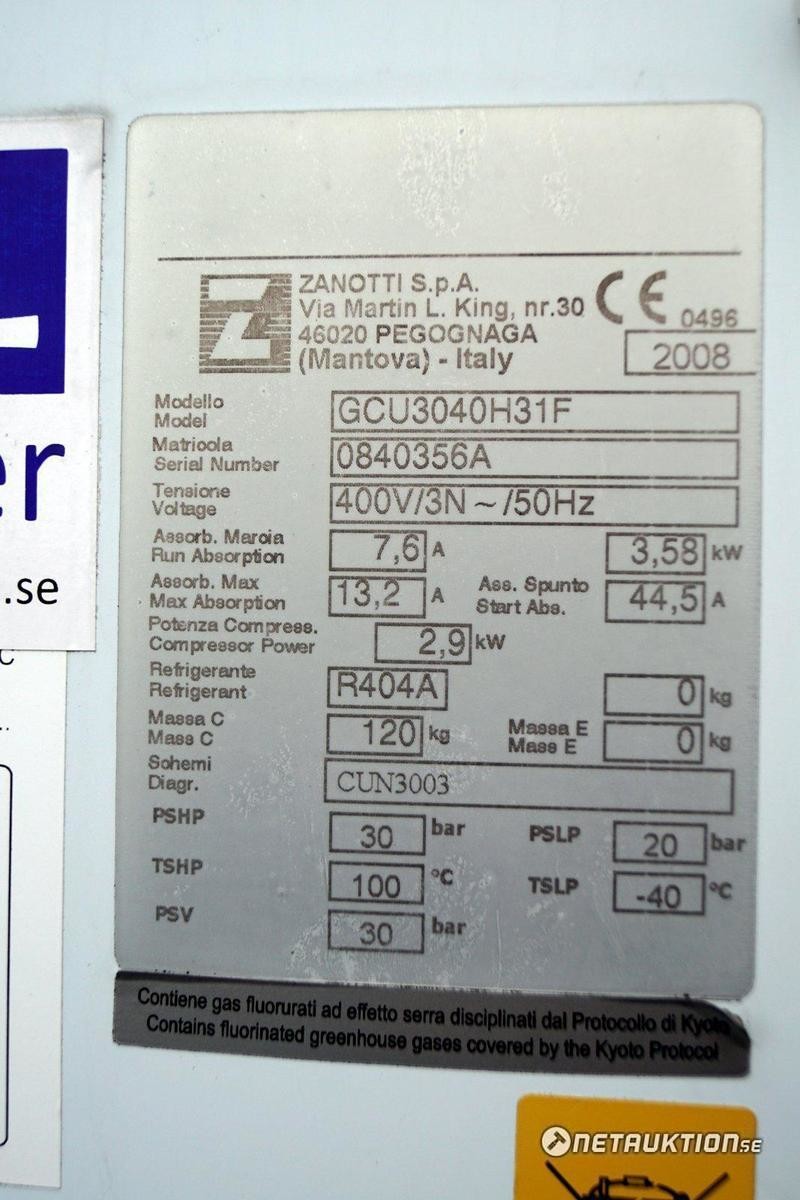 ZANOTTI S.p.A.
Via Martin L. King, nr.30
46020 PEGOGNAGA
(Mantova) - Italy
CE 0496
2008
Modello
Model
GCU3040H31F
Matricola
Serial Number
0840356A
Tensione
Voltage
400V/3N ~ /50Hz
Assorb. Marcia
Run Absorption
7,6 A
3,58 kW
Assorb. Max
Max Absorption
13,2 A
Ass. Spunto
Start Abs.
44,5 A
Potenza Compress.
Compressor Power
2,9 kW
Refrigerante
Refrigerant
R404A
0 kg
Massa C
Mass C
120 kg
Massa E
Mass E
0 kg
Schemi
Diagr.
CUN3003
PSHP
30 bar
PSLP
20 bar
TSHP
100 °C
TSLP
-40 °C
PSV
30 bar
Contiene gas fluorurati ad effetto serra disciplinati dal Protocollo di Kyoto
Contains fluorinated greenhouse gases covered by the Kyoto Protocol
er
.se
C
NETAUKTION.SE